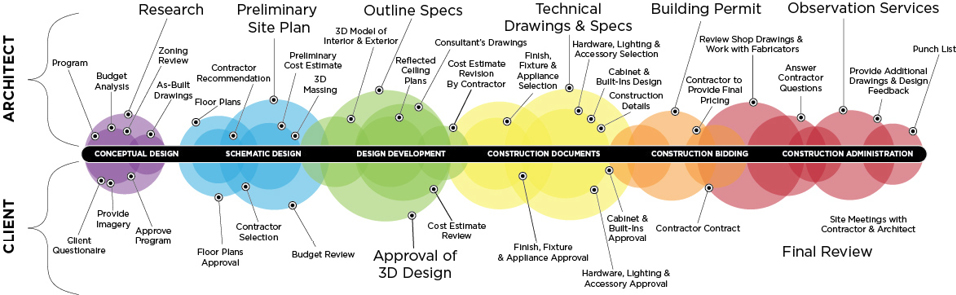 ARCHITECT
Research
Preliminary
Site Plan
Outline Specs
Technical
Drawings & Specs
Building Permit
Observation Services
Program
Budget
Analysis
Zoning
Review
As-Built
Drawings
Floor Plans
Contractor
Recommendation
Preliminary
Cost Estimate
3D
Massing
3D Model of
Interior & Exterior
Reflected
Ceiling
Plans
Consultant's Drawings
Cost Estimate
Revision
By Contractor
Finish,
Fixture &
Appliance
Selection
Hardware, Lighting &
Accessory Selection
Cabinet &
Built-Ins Design
Construction
Details
Review Shop Drawings &
Work with Fabricators
Contractor to
Provide Final
Pricing
Answer
Contractor
Questions
Provide Additional
Drawings & Design
Feedback
Punch List
CONCEPTUAL DESIGN
SCHEMATIC DESIGN
DESIGN DEVELOPMENT
CONSTRUCTION DOCUMENTS
CONSTRUCTION BIDDING
CONSTRUCTION ADMINISTRATION
CLIENT
Client
Questionaire
Provide
Imagery
Approve
Program
Floor Plans
Approval
Contractor
Selection
Budget Review
Approval of
3D Design
Cost Estimate
Review
Finish, Fixture
& Appliance Approval
Hardware, Lighting &
Accessory Approval
Cabinet &
Built-Ins
Approval
Contractor Contract
Site Meetings with
Contractor & Architect
Final Review